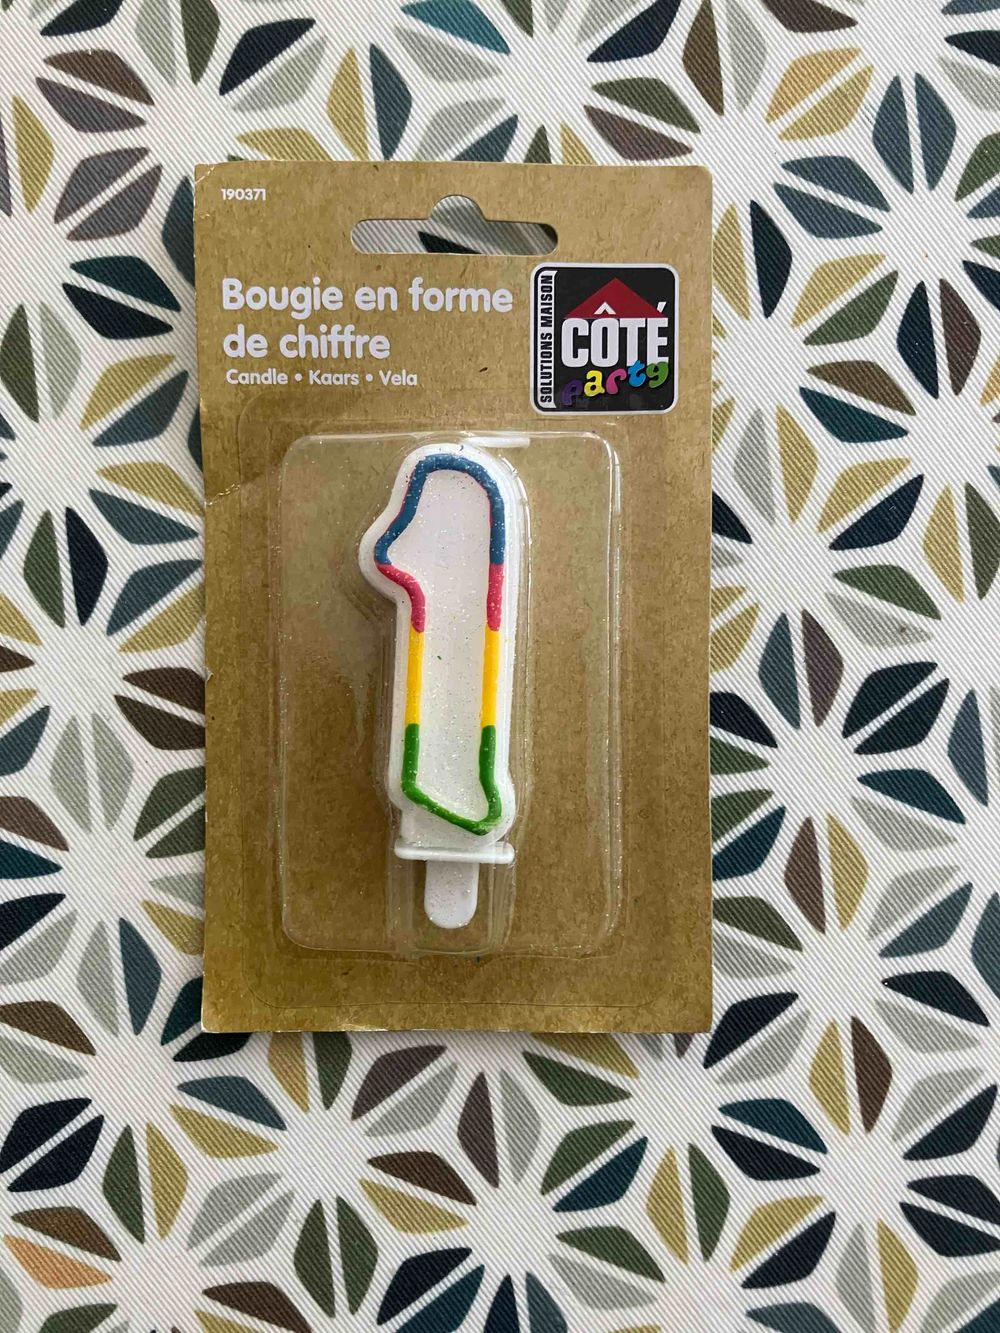 190371
Bougie en forme
de chiffre
Candle • Kaars • Vela
SOLUTIONS MAISON
CÔTÉ
party